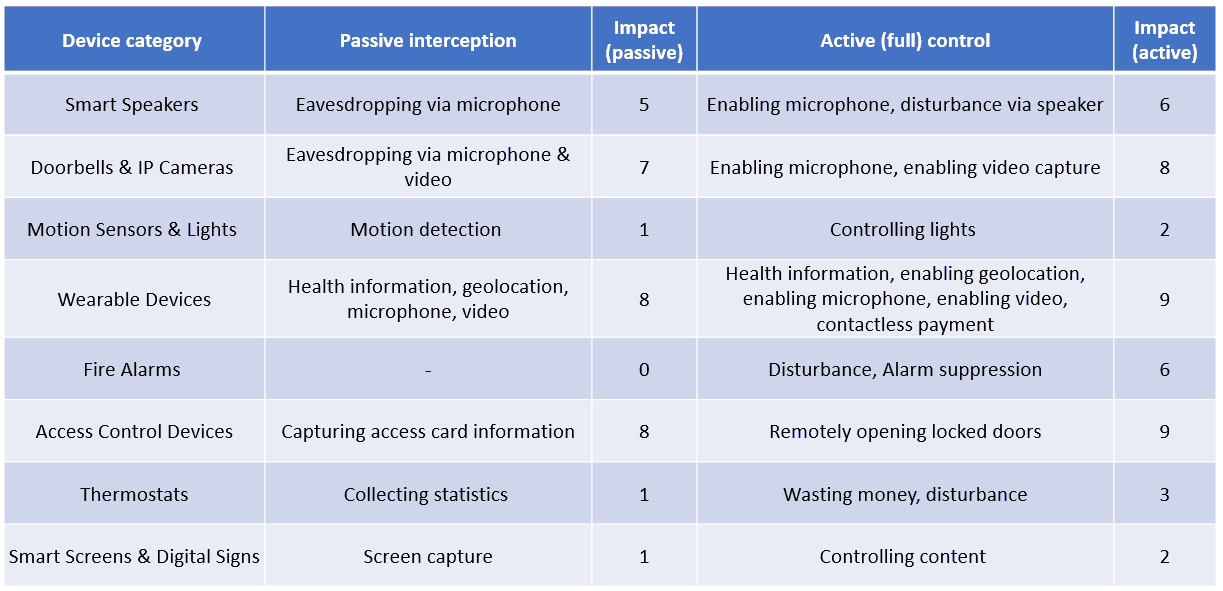 Device category
Passive interception
Impact
(passive)
Active (full) control
Impact
(active)
Smart Speakers
Eavesdropping via microphone
5
Enabling microphone, disturbance via speaker
6
Doorbells & IP Cameras
Eavesdropping via microphone &
video
7
Enabling microphone, enabling video capture
8
Motion Sensors & Lights
Motion detection
1
Controlling lights
2
Wearable Devices
Health information, geolocation,
microphone, video
8
Health information, enabling geolocation,
enabling microphone, enabling video,
contactless payment
9
Fire Alarms
-
0
Disturbance, Alarm suppression
6
Access Control Devices
Capturing access card information
8
Remotely opening locked doors
9
Thermostats
Collecting statistics
1
Wasting money, disturbance
3
Smart Screens & Digital Signs
Screen capture
1
Controlling content
2